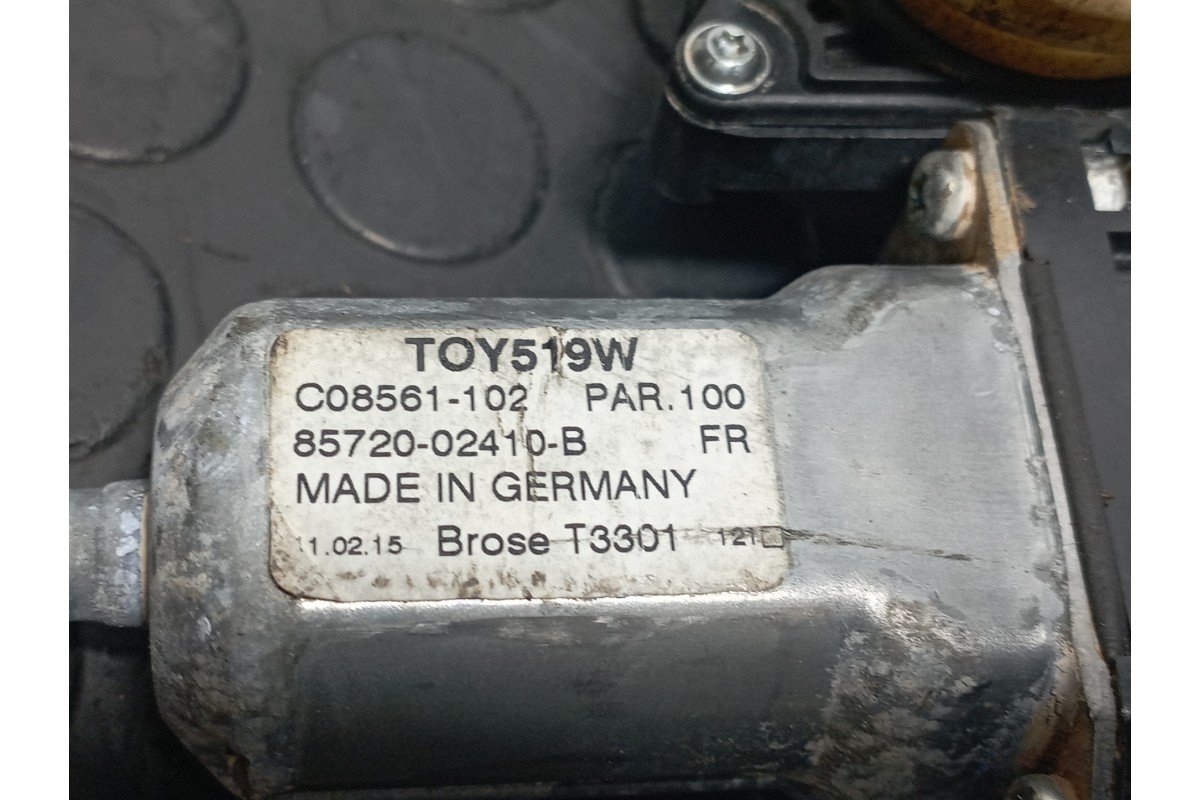 TOY519W
C08561-102 PAR.100
85720-02410-B FR
MADE IN GERMANY
11.02.15 Brose T3301 121